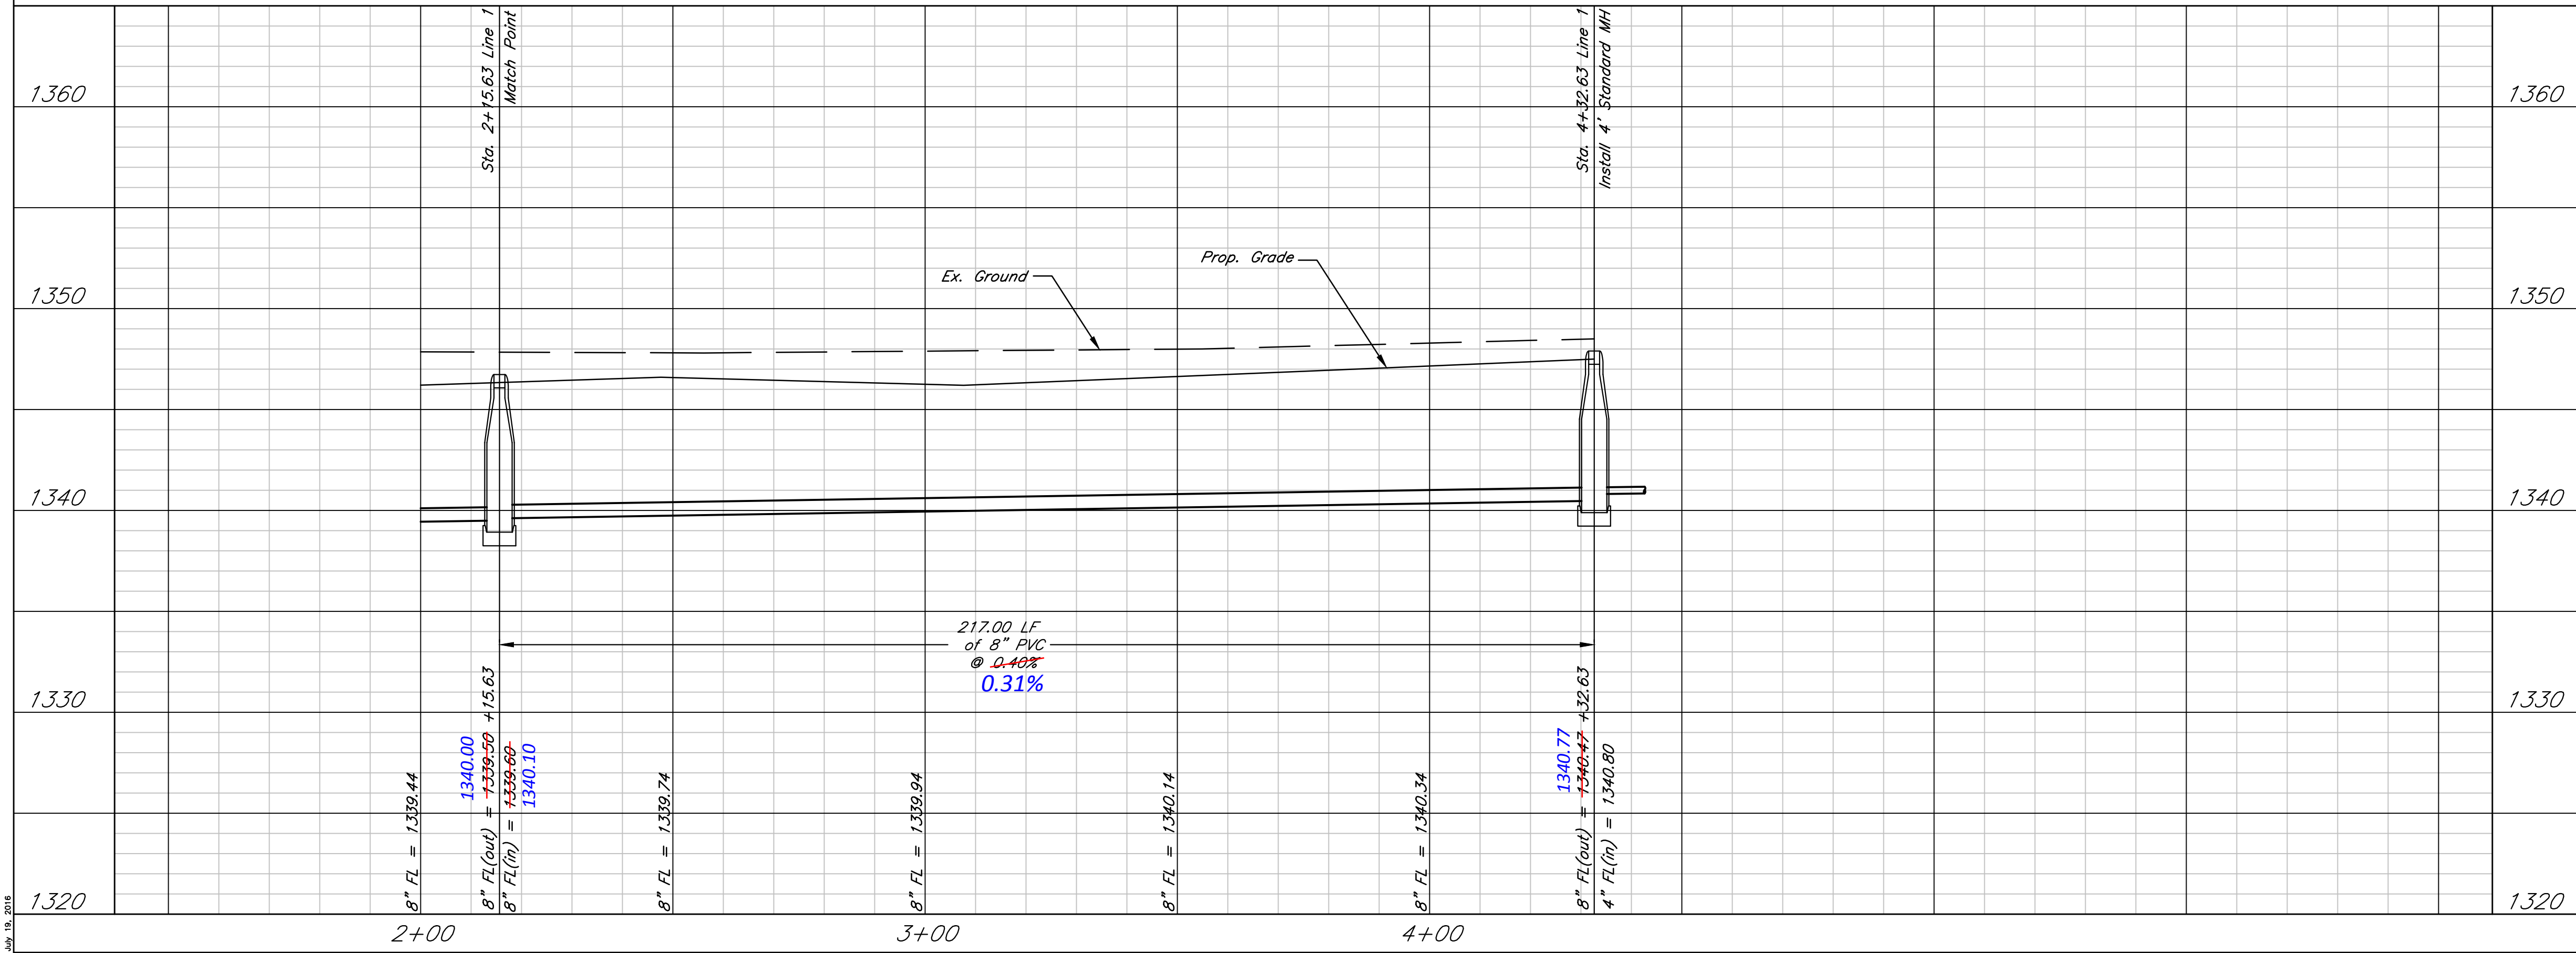 Sta. 2+15.63 Line 1
Match Point
Sta. 4+32.63 Line 1
Install 4' Standard MH
1360
1360
Prop. Grade
Ex. Ground
1350
1350
1340
1340
217.00 LF
of 8" PVC
@ 0.40%
0.31%
1330
1330
8" FL = 1339.44
1340.00
8" FL(out) = 1339.50 +15.63
8" FL(in) = 1339.60
1340.10
8" FL = 1339.74
8" FL = 1339.94
8" FL = 1340.14
8" FL = 1340.34
1340.77
8" FL(out) = 1340.47 +32.63
4" FL(in) = 1340.80
1320
1320
2+00
3+00
4+00
July 19, 2016